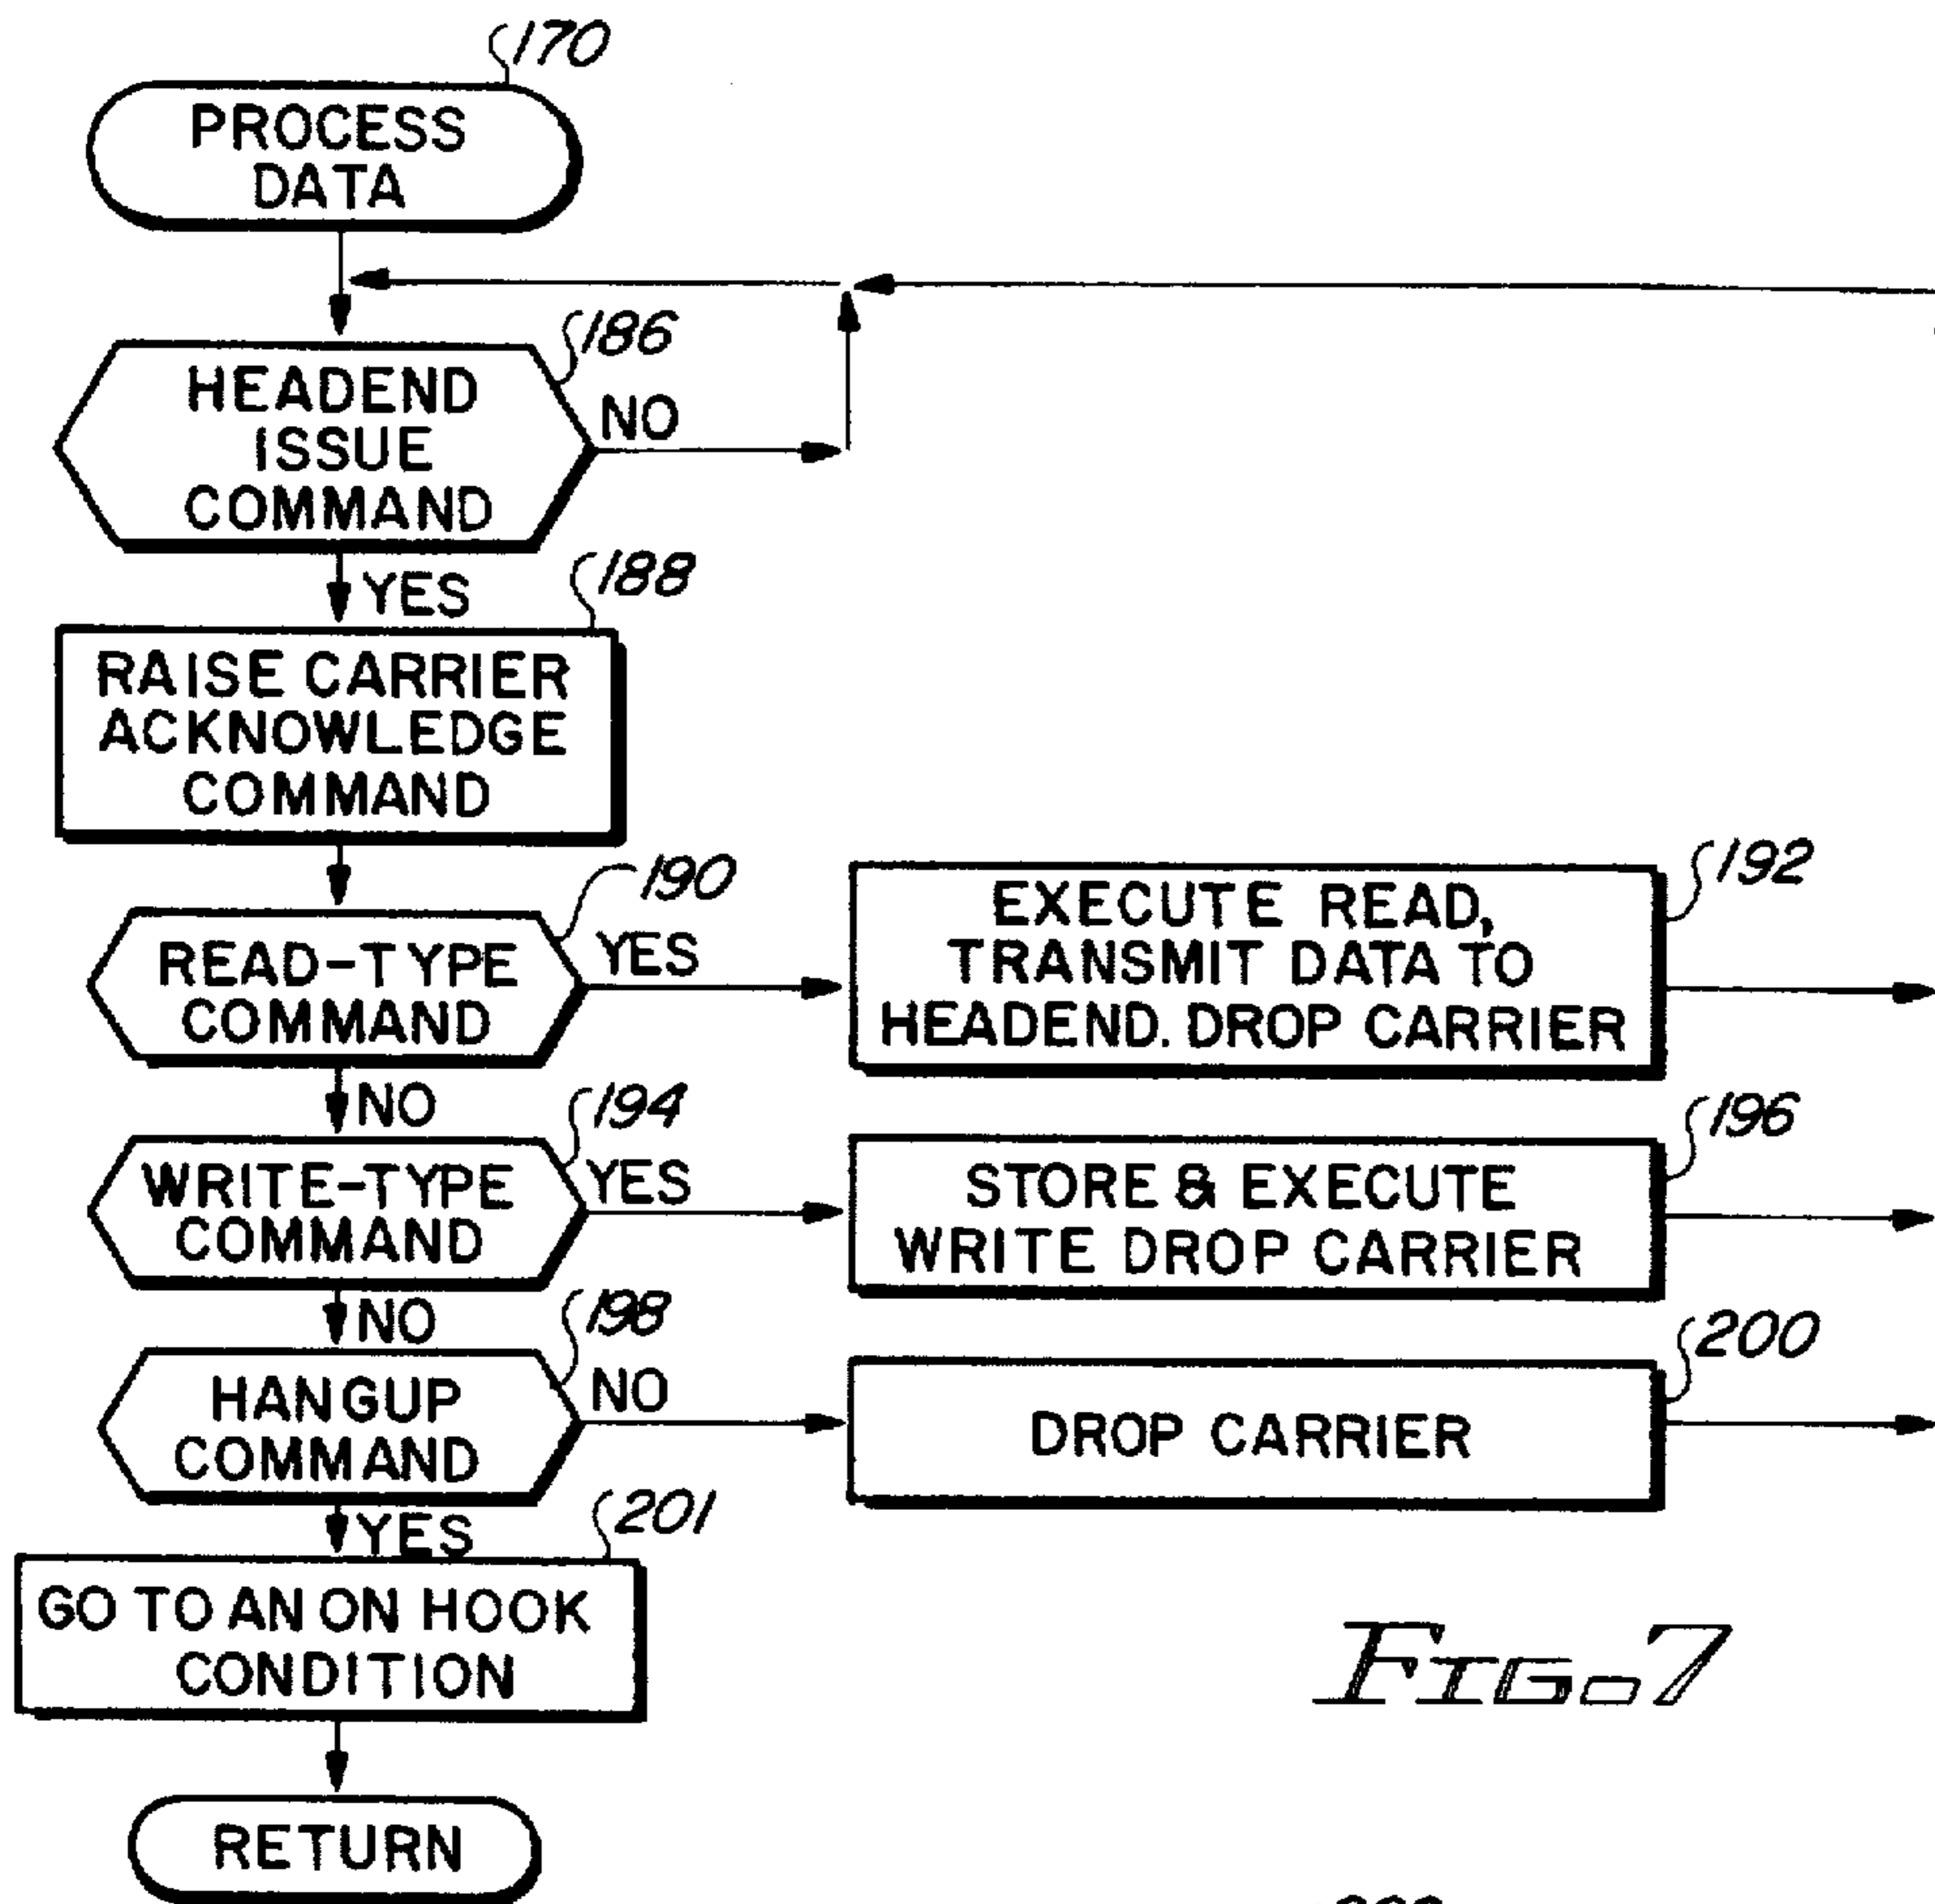 170
PROCESS
DATA
186
HEADEND
ISSUE
COMMAND
NO
YES
188
RAISE CARRIER
ACKNOWLEDGE
COMMAND
190
READ-TYPE
COMMAND
YES
192
EXECUTE READ,
TRANSMIT DATA TO
HEADEND. DROP CARRIER
NO
194
WRITE-TYPE
COMMAND
YES
196
STORE & EXECUTE
WRITE DROP CARRIER
NO
198
HANGUP
COMMAND
NO
200
DROP CARRIER
YES
201
GO TO AN ON HOOK
CONDITION
FIG. 7
RETURN